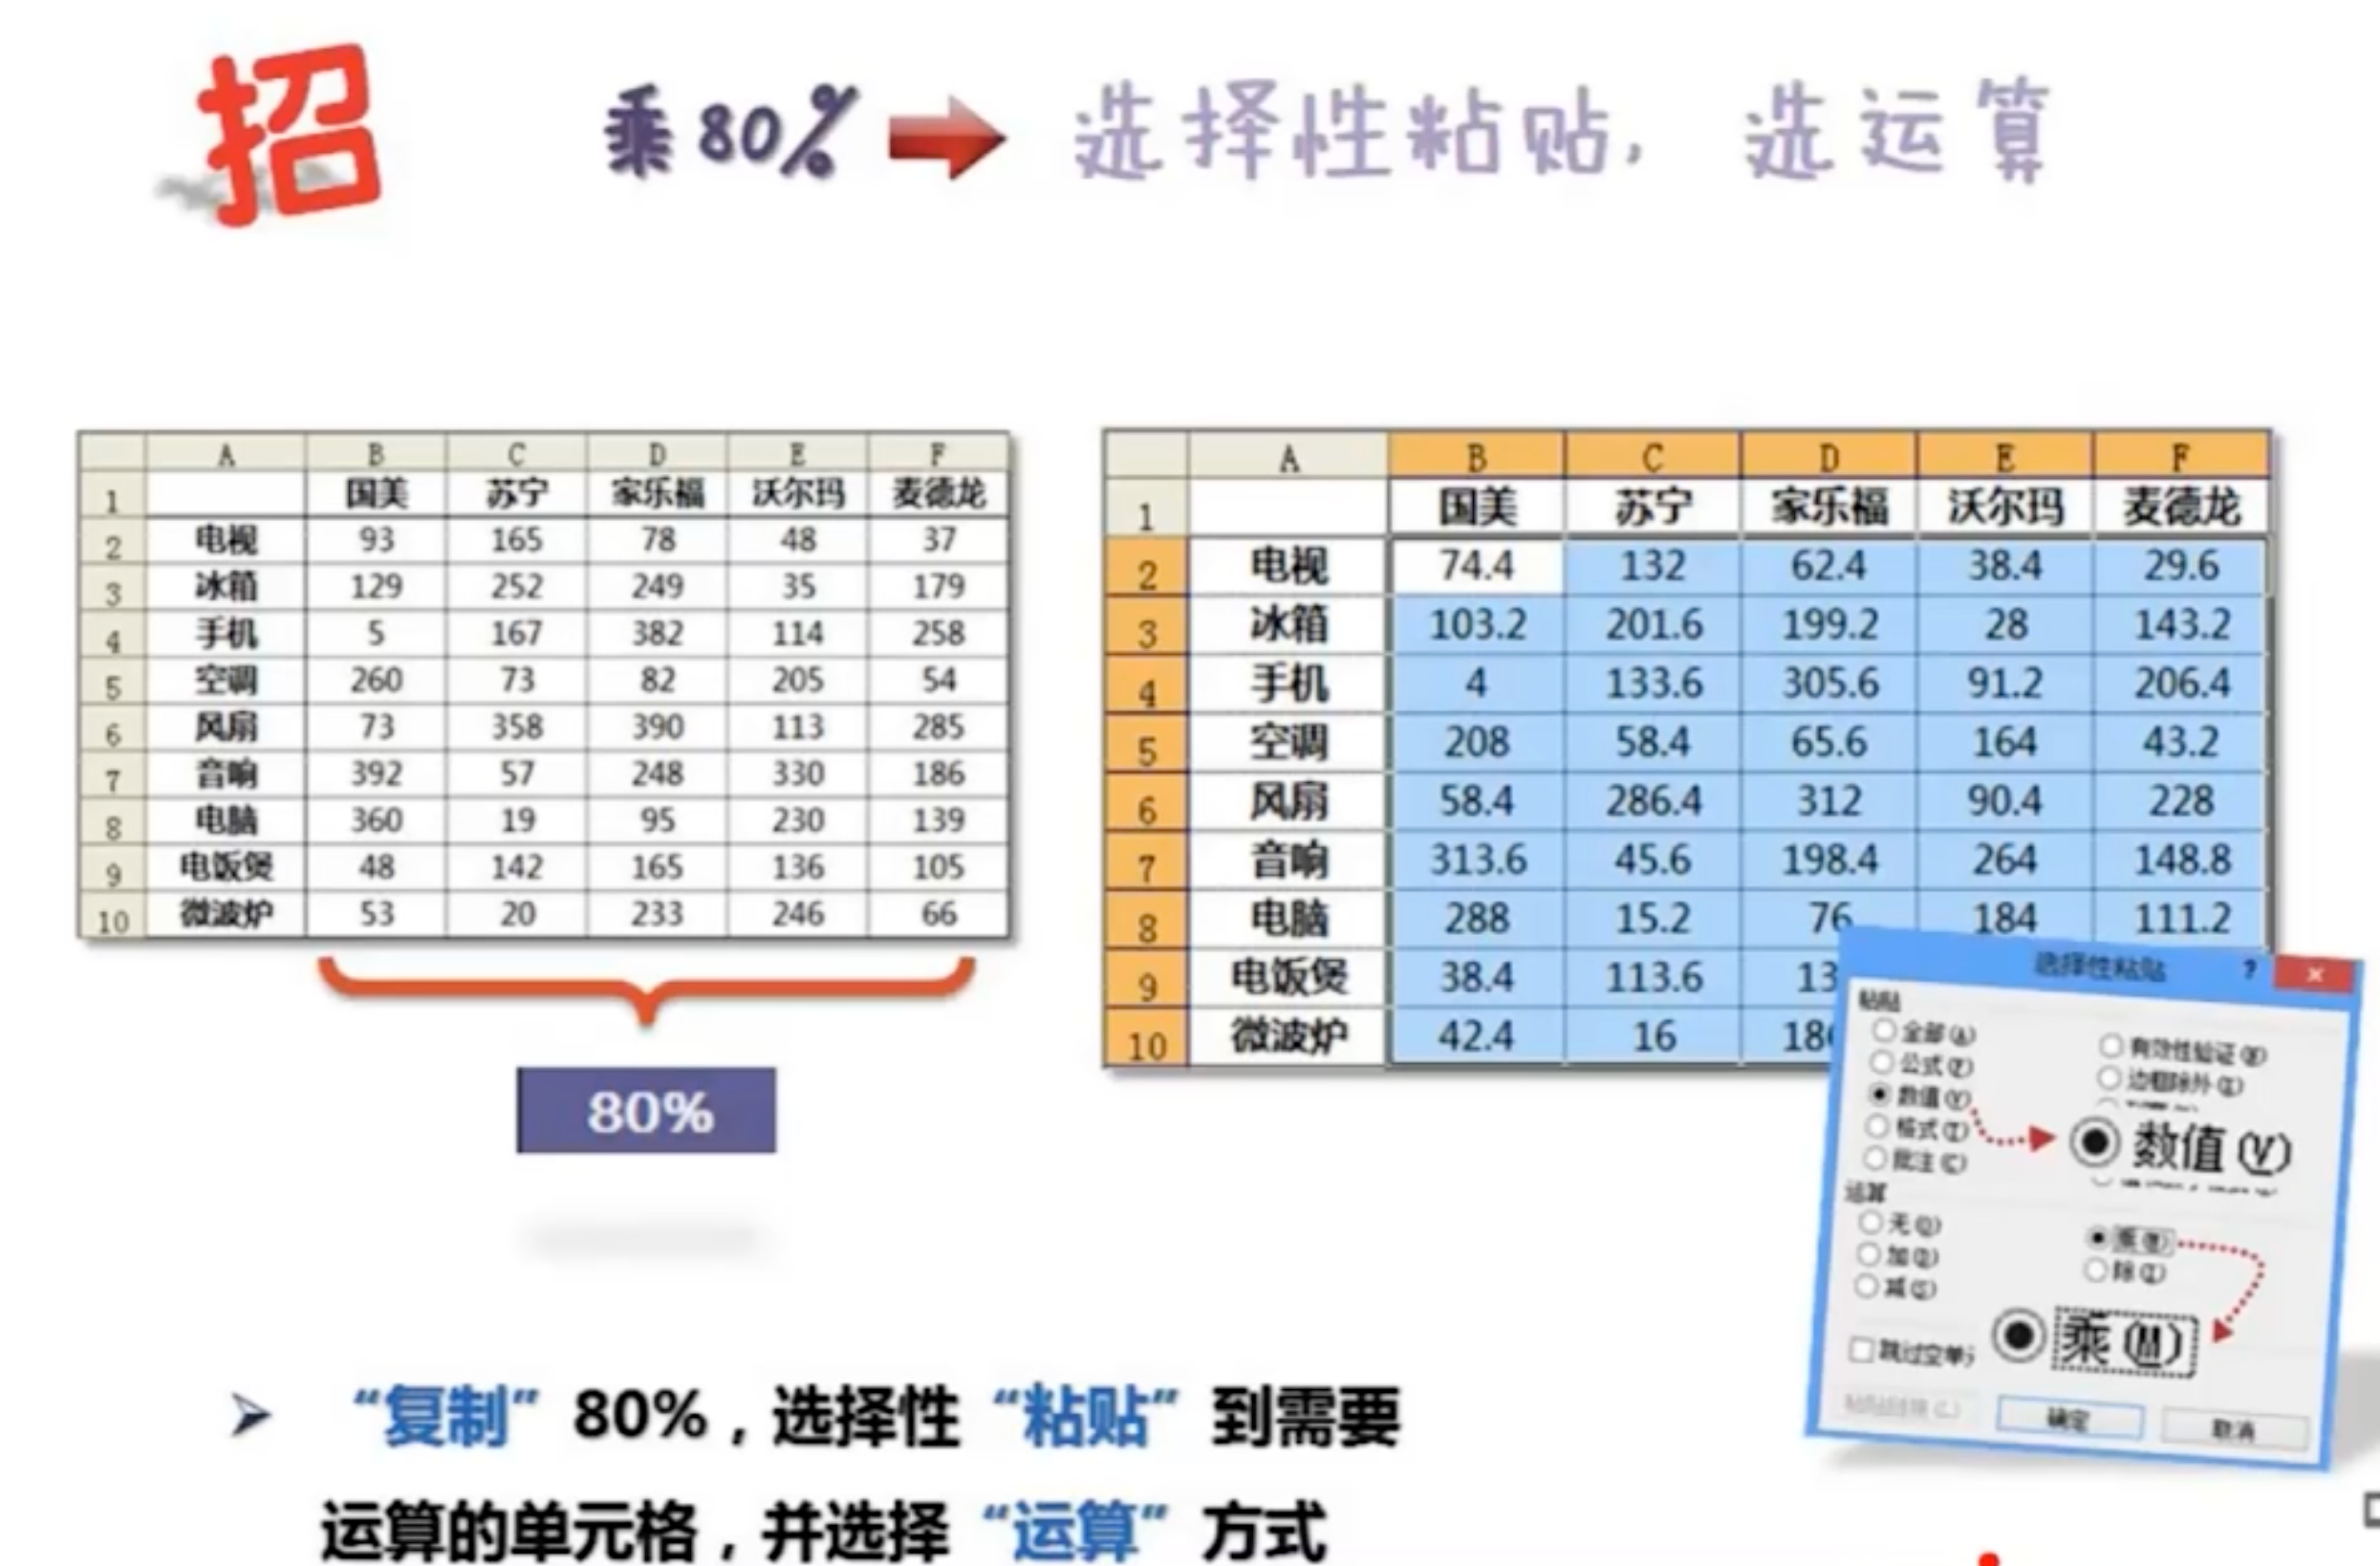 招
乘80% 选择性粘贴, 选运算
A B C D E F
1 国美 苏宁 家乐福 沃尔玛 麦德龙
2 电视 93 165 78 48 37
3 冰箱 129 252 249 35 179
4 手机 5 167 382 114 258
5 空调 260 73 82 205 54
6 风扇 73 358 390 113 285
7 音响 392 57 248 330 186
8 电脑 360 19 95 230 139
9 电饭煲 48 142 165 136 105
10 微波炉 53 20 233 246 66
80%
A B C D E F
1 国美 苏宁 家乐福 沃尔玛 麦德龙
2 电视 74.4 132 62.4 38.4 29.6
3 冰箱 103.2 201.6 199.2 28 143.2
4 手机 4 133.6 305.6 91.2 206.4
5 空调 208 58.4 65.6 164 43.2
6 风扇 58.4 286.4 312 90.4 228
7 音响 313.6 45.6 198.4 264 148.8
8 电脑 288 15.2 76 184 111.2
9 电饭煲 38.4 113.6 13
10 微波炉 42.4 16 18
选择性粘贴 ?
粘贴
全部(A) 有效性验证(N)
公式(F) 边框除外(X)
数值(V) 数值(V)
格式(T)
批注(C)
运算
无(O) 乘(M)
加(D) 除(I)
减(S)
跳过空单 乘(M)
粘贴链接(L) 确定 取消
“复制” 80%，选择性 “粘贴” 到需要
运算的单元格，并选择 “运算” 方式